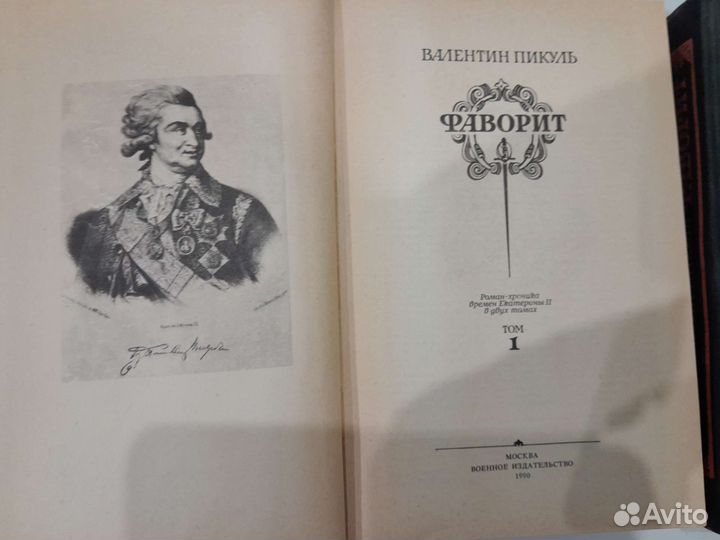 ВАЛЕНТИН ПИКУЛЬ
ФАВОРИТ
Роман-хроника
времен Екатерины II
в двух томах
ТОМ
1
МОСКВА
ВОЕННОЕ ИЗДАТЕЛЬСТВО
1990
Avito